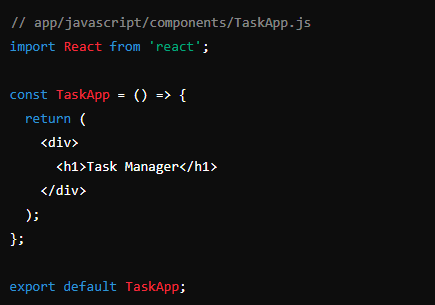 // app/javascript/components/TaskApp.js
import React from 'react';

const TaskApp = () => {
  return (
    <div>
      <h1>Task Manager</h1>
    </div>
  );
};

export default TaskApp;